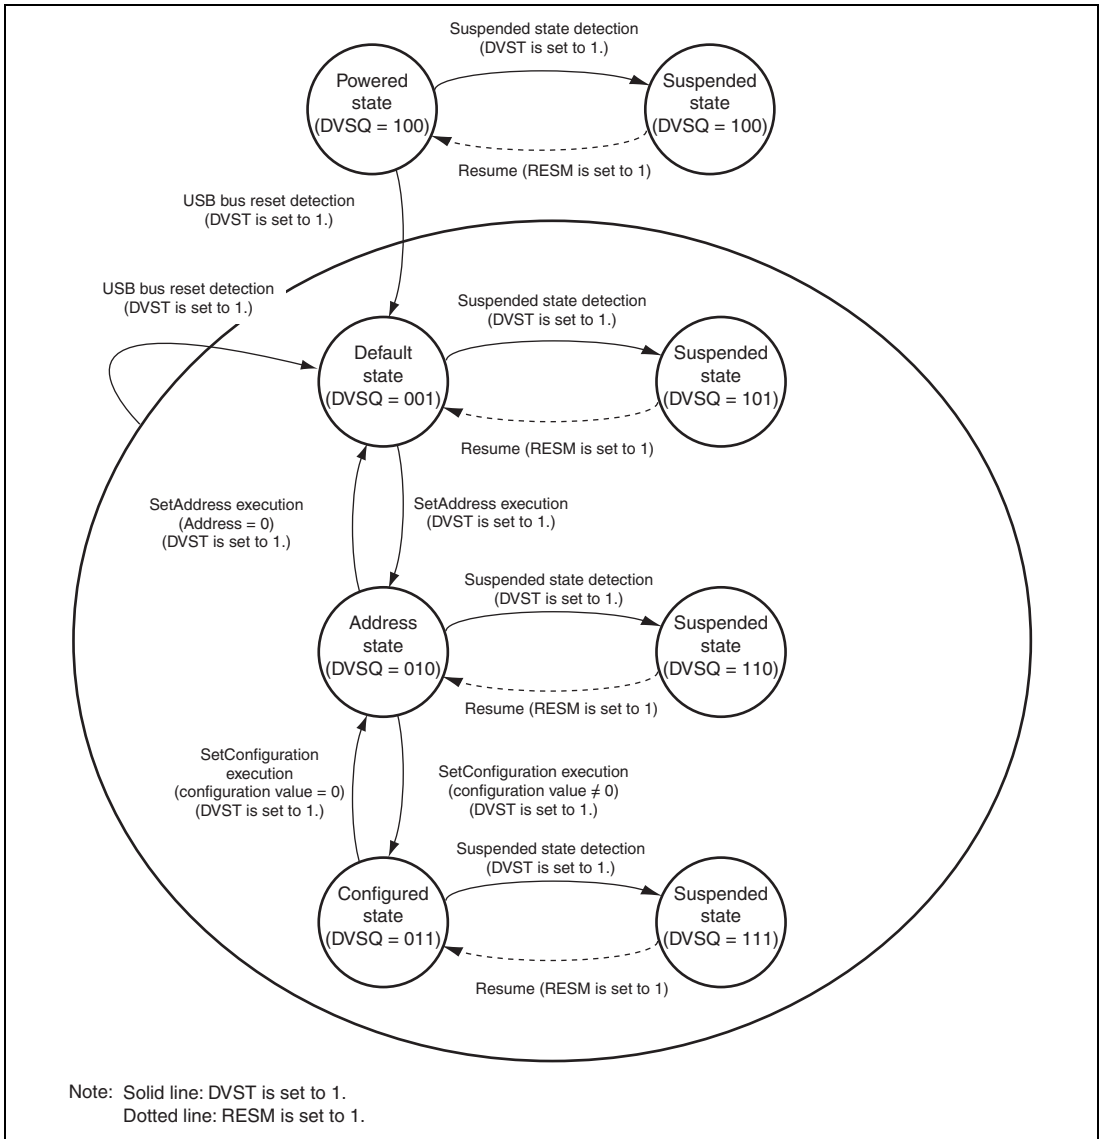 Suspended state detection
(DVST is set to 1.)
Powered
state
(DVSQ = 100)
Suspended
state
(DVSQ = 100)
Resume (RESM is set to 1)
USB bus reset detection
(DVST is set to 1.)
USB bus reset detection
(DVST is set to 1.)
Suspended state detection
(DVST is set to 1.)
Default
state
(DVSQ = 001)
Suspended
state
(DVSQ = 101)
Resume (RESM is set to 1)
SetAddress execution
(Address = 0)
(DVST is set to 1.)
SetAddress execution
(DVST is set to 1.)
Suspended state detection
(DVST is set to 1.)
Address
state
(DVSQ = 010)
Suspended
state
(DVSQ = 110)
Resume (RESM is set to 1)
SetConfiguration
execution
(configuration value = 0)
(DVST is set to 1.)
SetConfiguration execution
(configuration value ≠ 0)
(DVST is set to 1.)
Suspended state detection
(DVST is set to 1.)
Configured
state
(DVSQ = 011)
Suspended
state
(DVSQ = 111)
Resume (RESM is set to 1)
Note: Solid line: DVST is set to 1.
Dotted line: RESM is set to 1.